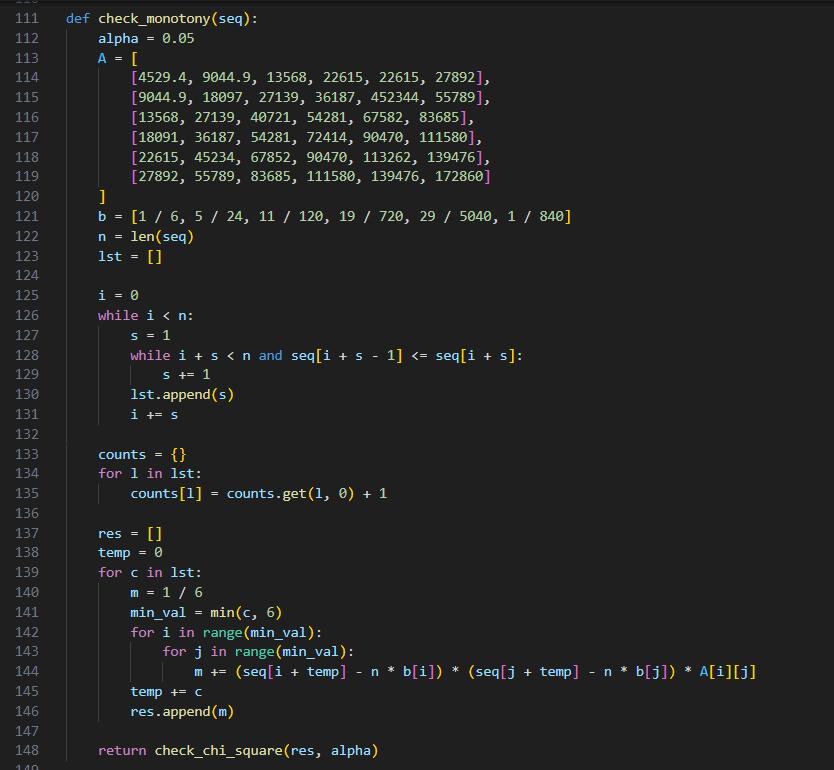 111 def check_monotony(seq):
112     alpha = 0.05
113     A = [
114         [4529.4, 9044.9, 13568, 22615, 22615, 27892],
115         [9044.9, 18097, 27139, 36187, 452344, 55789],
116         [13568, 27139, 40721, 54281, 67582, 83685],
117         [18091, 36187, 54281, 72414, 90470, 111580],
118         [22615, 45234, 67852, 90470, 113262, 139476],
119         [27892, 55789, 83685, 111580, 139476, 172860]
120     ]
121     b = [1 / 6, 5 / 24, 11 / 120, 19 / 720, 29 / 5040, 1 / 840]
122     n = len(seq)
123     lst = []
124
125     i = 0
126     while i < n:
127         s = 1
128         while i + s < n and seq[i + s - 1] <= seq[i + s]:
129             s += 1
130         lst.append(s)
131         i += s
132
133     counts = {}
134     for l in lst:
135         counts[l] = counts.get(l, 0) + 1
136
137     res = []
138     temp = 0
139     for c in lst:
140         m = 1 / 6
141         min_val = min(c, 6)
142         for i in range(min_val):
143             for j in range(min_val):
144                 m += (seq[i + temp] - n * b[i]) * (seq[j + temp] - n * b[j]) * A[i][j]
145         temp += c
146         res.append(m)
147
148     return check_chi_square(res, alpha)